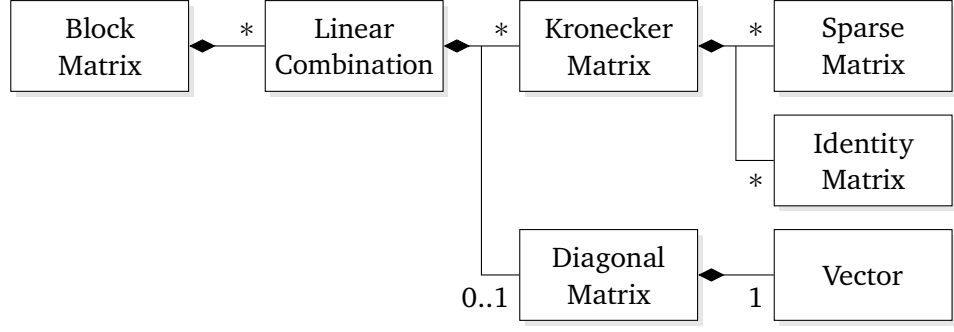 Block
Matrix
*
Linear
Combination
*
Kronecker
Matrix
*
Sparse
Matrix
*
Identity
Matrix
0..1
Diagonal
Matrix
1
Vector